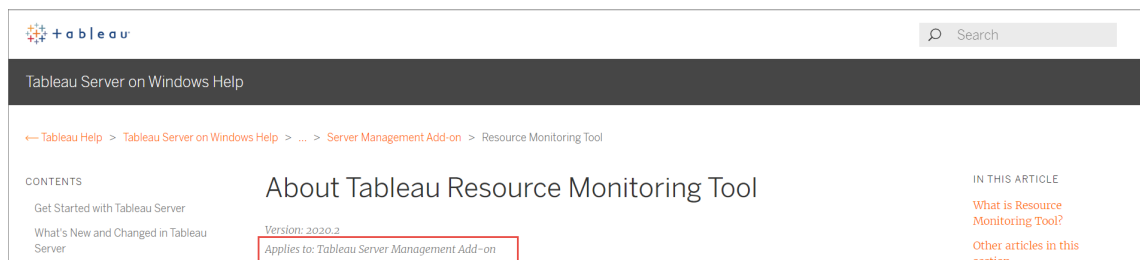 tableau
Search
Tableau Server on Windows Help
← Tableau Help > Tableau Server on Windows Help > ... > Server Management Add-on > Resource Monitoring Tool
CONTENTS
Get Started with Tableau Server
What's New and Changed in Tableau
Server
About Tableau Resource Monitoring Tool
Version: 2020.2
Applies to: Tableau Server Management Add-on
IN THIS ARTICLE
What is Resource
Monitoring Tool?
Other articles in this